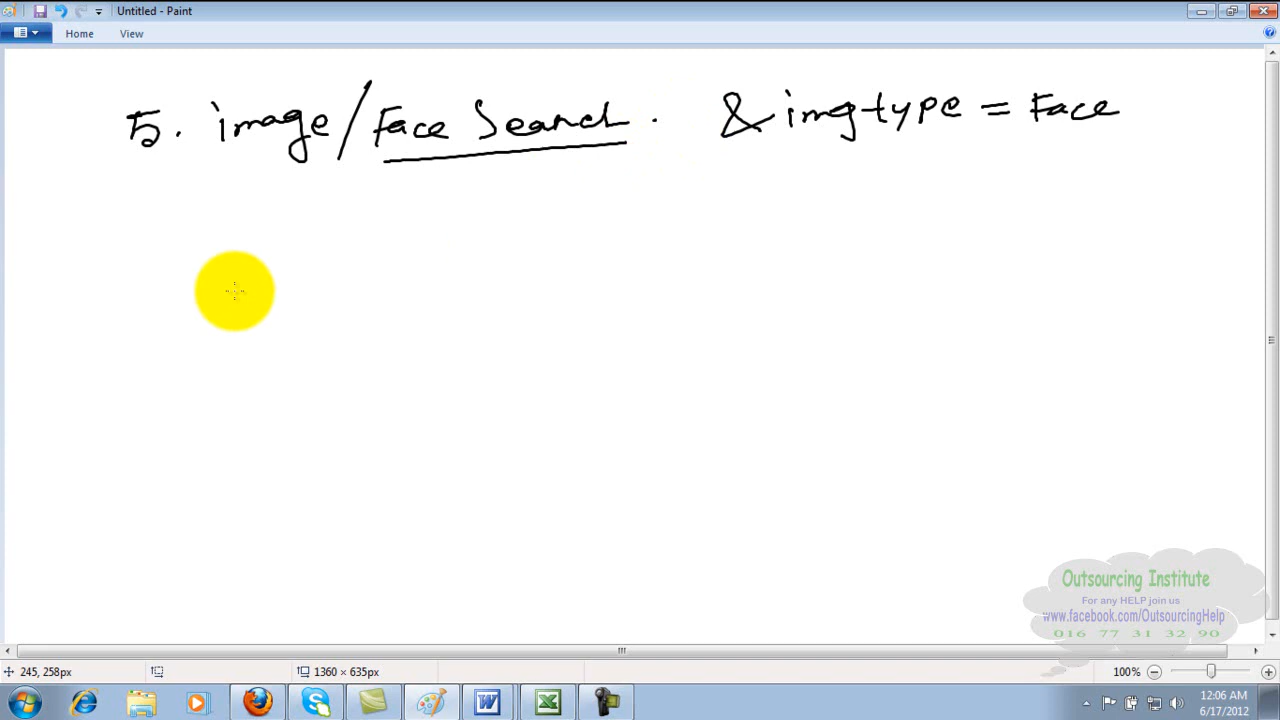 Untitled - Paint
Home View
5. image/Face Search. & imgtype = Face
Outsourcing Institute
For any HELP join us
www.facebook.com/OutsourcingHelp
016 77 31 32 90
245, 258px 1360 × 635px 100%
12:06 AM
6/17/2012